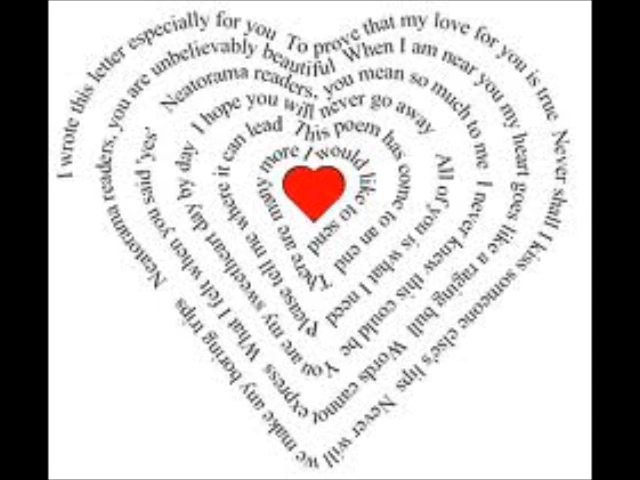 I wrote this letter especially for you
To prove that my love for you is true
Never shall I kiss someone else's lips
Never will we make any boring trips
Neatorama readers, you are unbelievably beautiful
When I am near you my heart goes like a raging bull
Words cannot express What I felt when you said 'yes'
Neatorama readers, you mean so much to me
I never knew this could be
You are my sweetheart day by day
I hope you will never go away
All of you is what I need
Please tell me where it can lead
This poem has come to an end
There are many more I would like to send